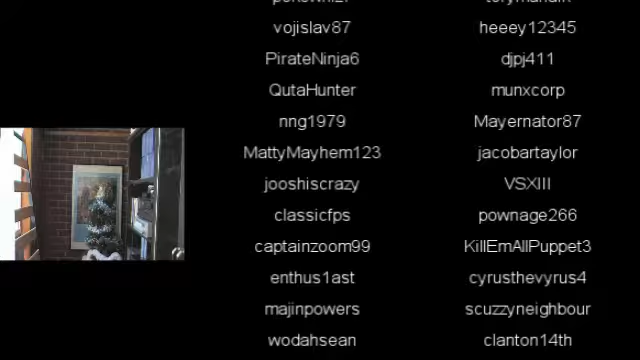 vojislav87 heeey12345
PirateNinja6 djpj411
QutaHunter munxcorp
nng1979 Mayernator87
MattyMayhem123 jacobartaylor
jooshiscrazy VSXIII
classicfps pownage266
captainzoom99 KillEmAllPuppet3
enthus1ast cyrusthevyrus4
majinpowers scuzzyneighbour
wodahsean clanton14th